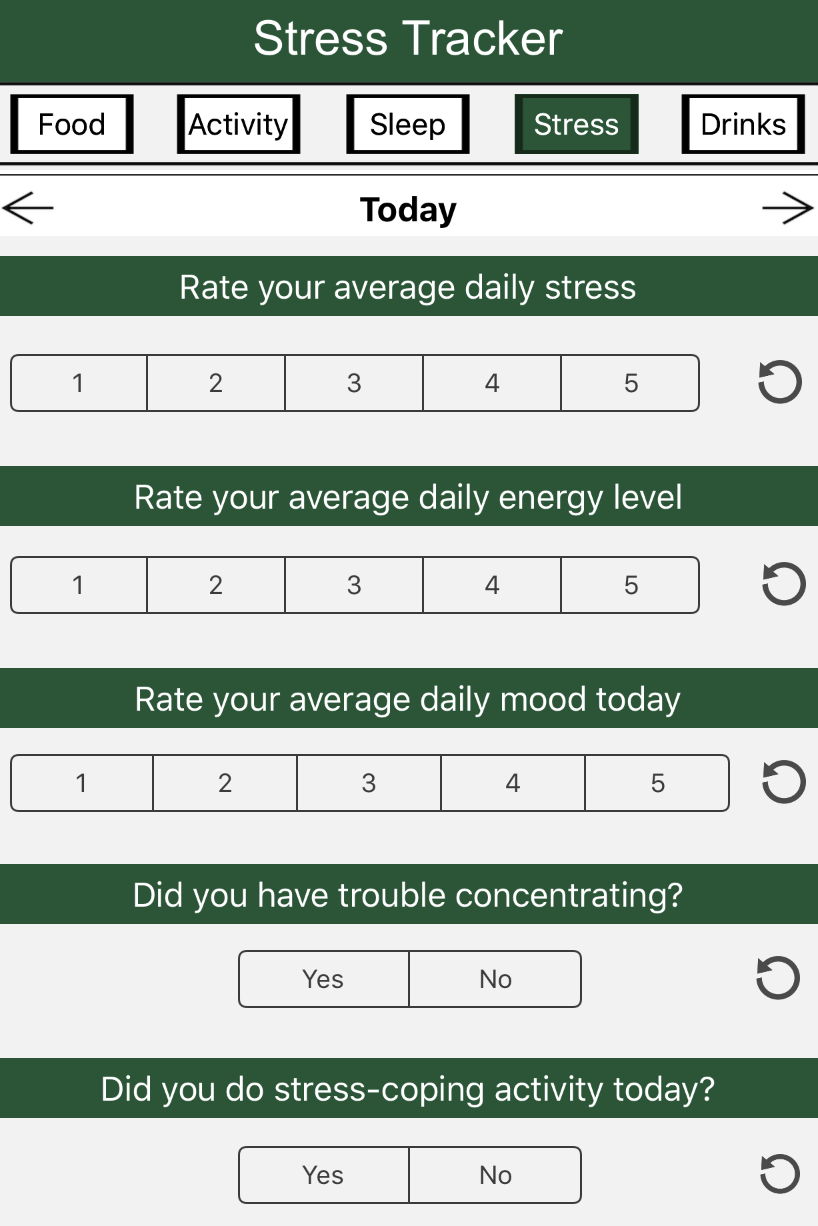 Stress Tracker
Food Activity Sleep Stress Drinks
Today
Rate your average daily stress
1 2 3 4 5
Rate your average daily energy level
1 2 3 4 5
Rate your average daily mood today
1 2 3 4 5
Did you have trouble concentrating?
Yes No
Did you do stress-coping activity today?
Yes No